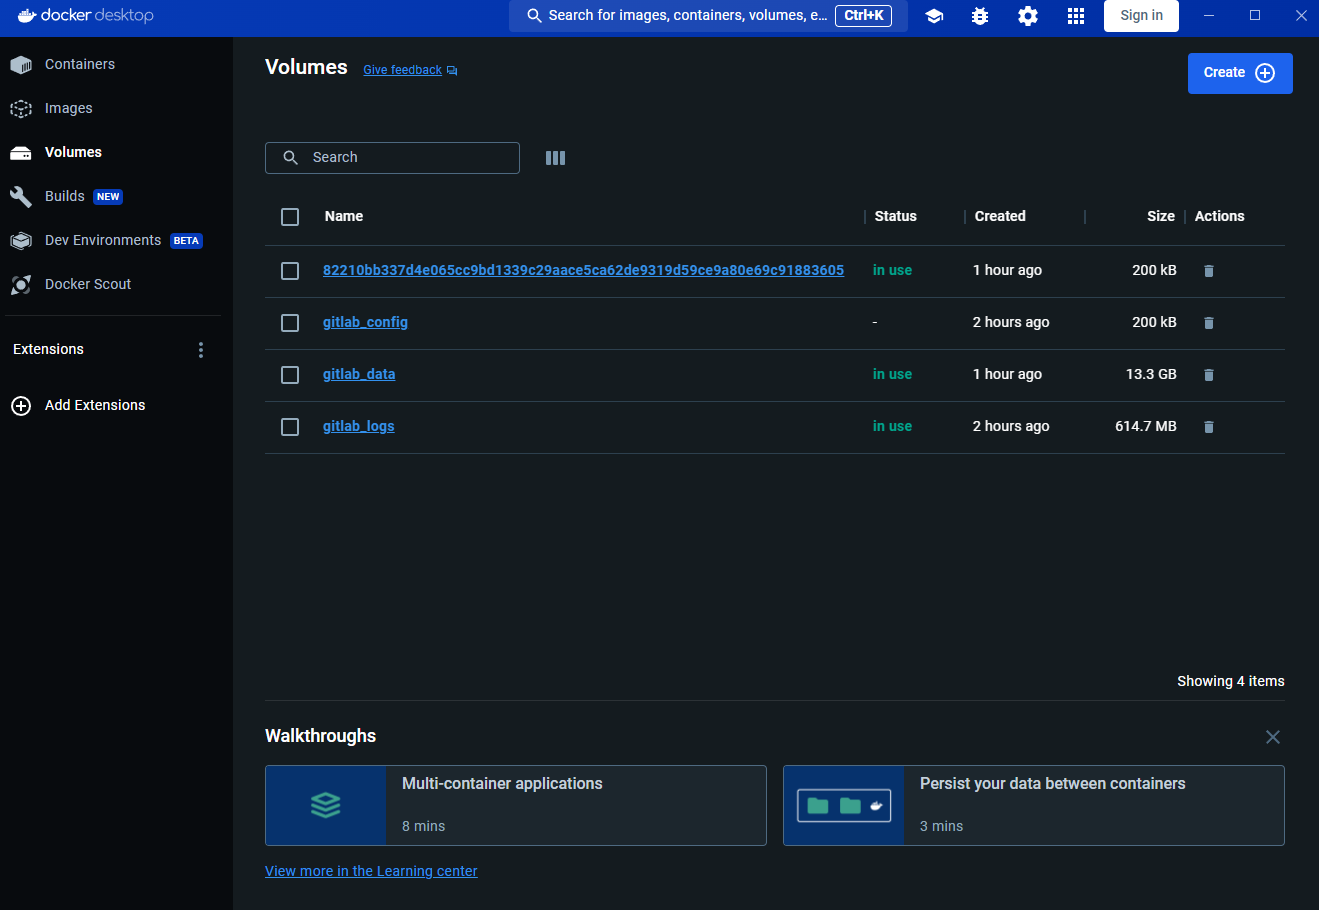 docker desktop
Search for images, containers, volumes, e... Ctrl+K
Sign in
Containers
Images
Volumes
Builds NEW
Dev Environments BETA
Docker Scout
Extensions
Add Extensions
Volumes Give feedback
Create
Search
Name Status Created Size Actions
82210bb337d4e065cc9bd1339c29aace5ca62de9319d59ce9a80e69c91883605 in use 1 hour ago 200 kB
gitlab_config - 2 hours ago 200 kB
gitlab_data in use 1 hour ago 13.3 GB
gitlab_logs in use 2 hours ago 614.7 MB
Showing 4 items
Walkthroughs
Multi-container applications
8 mins
Persist your data between containers
3 mins
View more in the Learning center